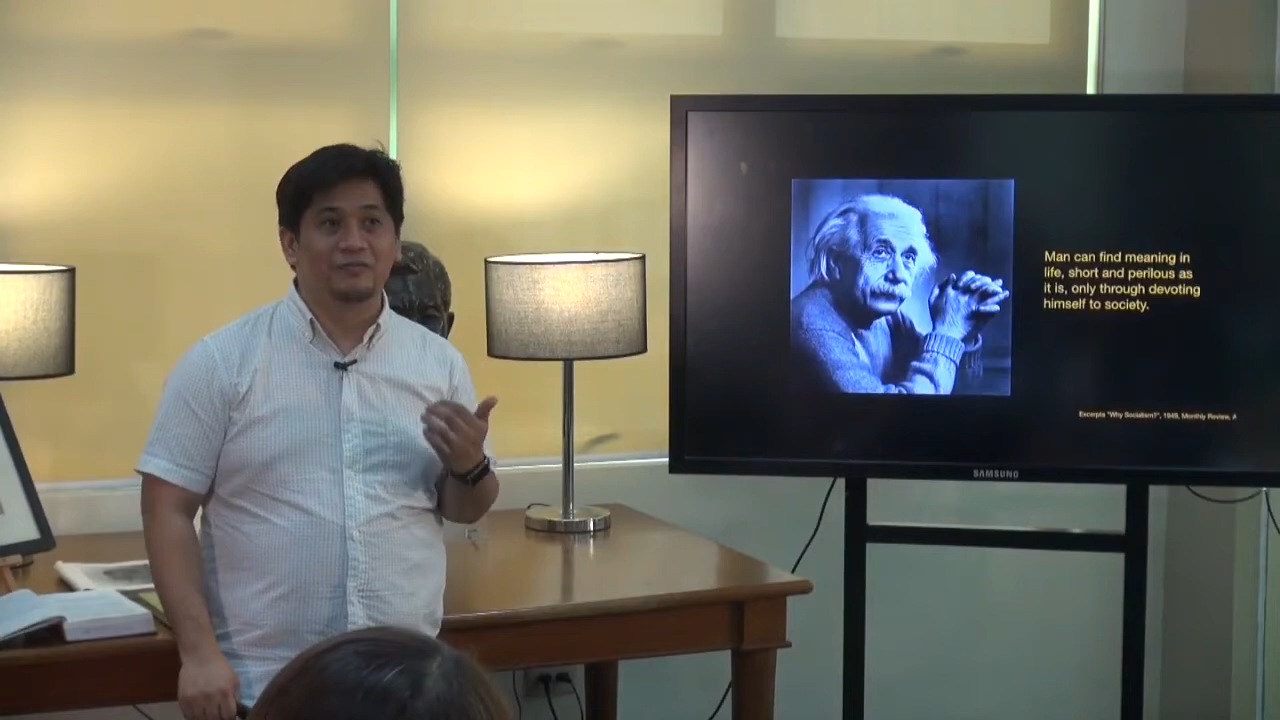 Man can find meaning in
life, short and perilous as
it is, only through devoting
himself to society.
Excerpts "Why Socialism?", 1949, Monthly Review,
SAMSUNG